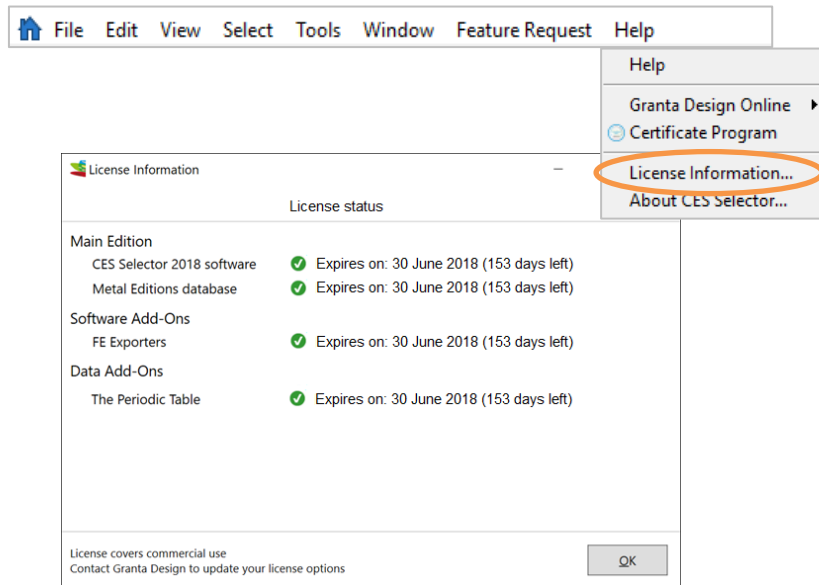 File Edit View Select Tools Window Feature Request Help
Help
Granta Design Online
Certificate Program
License Information...
About CES Selector...
License Information
License status
Main Edition
CES Selector 2018 software Expires on: 30 June 2018 (153 days left)
Metal Editions database Expires on: 30 June 2018 (153 days left)
Software Add-Ons
FE Exporters Expires on: 30 June 2018 (153 days left)
Data Add-Ons
The Periodic Table Expires on: 30 June 2018 (153 days left)
License covers commercial use
Contact Granta Design to update your license options
OK